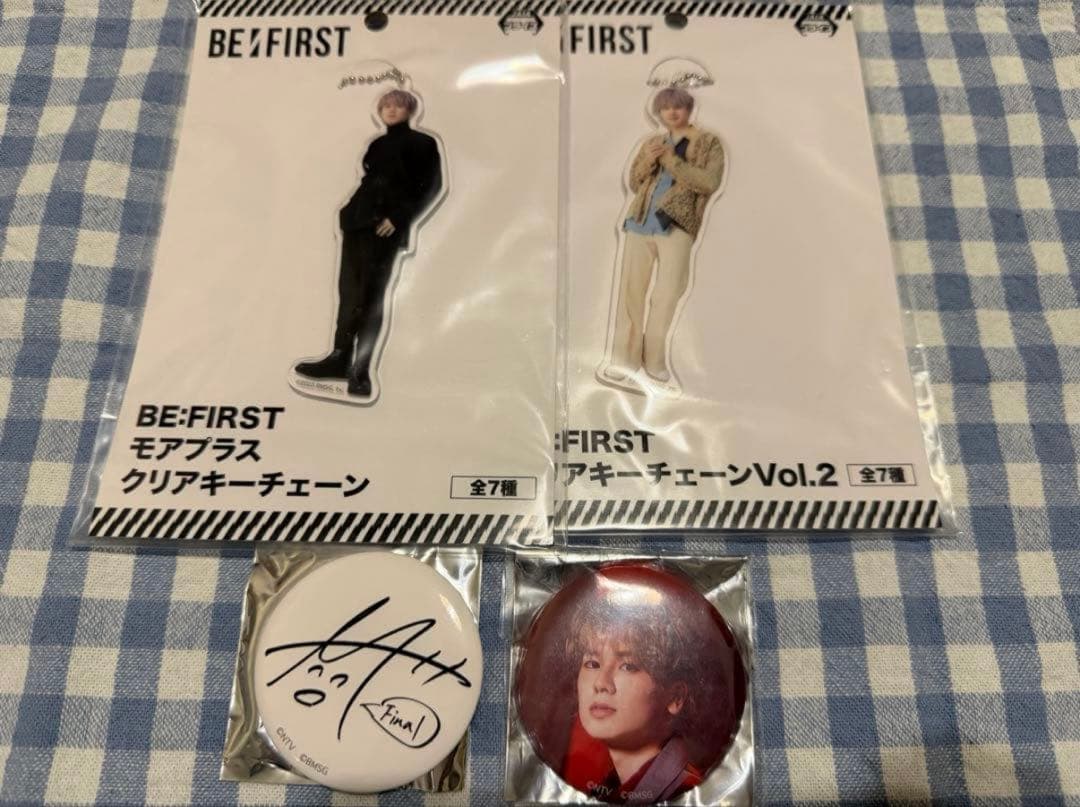 BE:FIRST
BE:FIRST
モアプラス
クリアキーチェーン
全7種
FIRST
:FIRST
アキーチェーンVol.2
全7種
Final
©NTV ©BMSG
©NTV ©BMSG